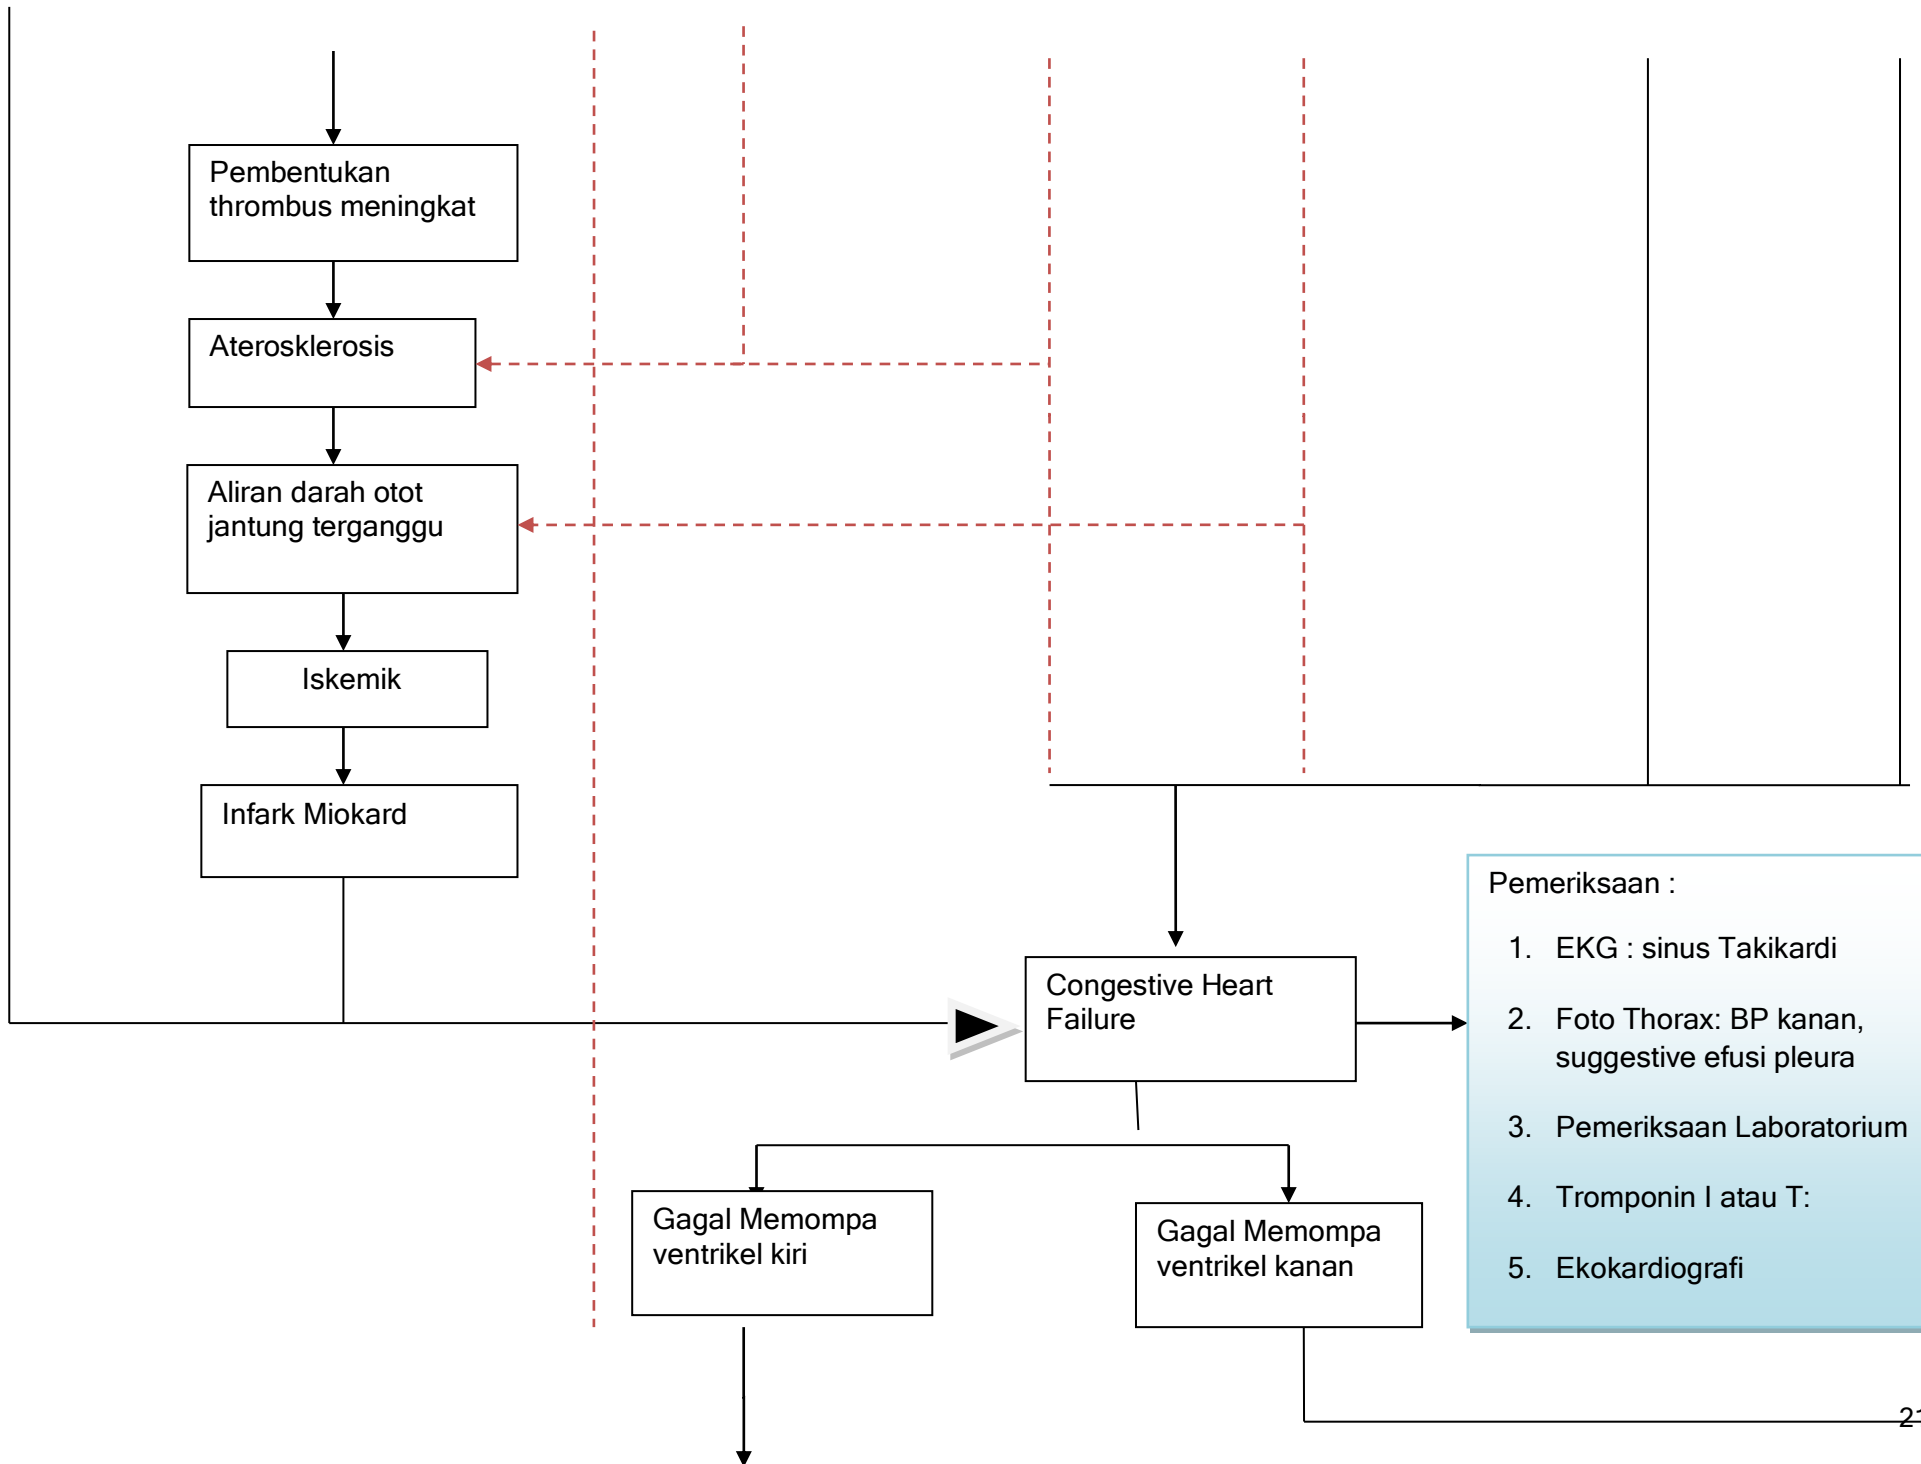 Pembentukan
thrombus meningkat
Aterosklerosis
Aliran darah otot
jantung terganggu
Iskemik
Infark Miokard
Congestive Heart
Failure
Gagal Memompa
ventrikel kiri
Gagal Memompa
ventrikel kanan
Pemeriksaan :
1. EKG : sinus Takikardi
2. Foto Thorax: BP kanan,
suggestive efusi pleura
3. Pemeriksaan Laboratorium
4. Tromponin I atau T:
5. Ekokardiografi
21